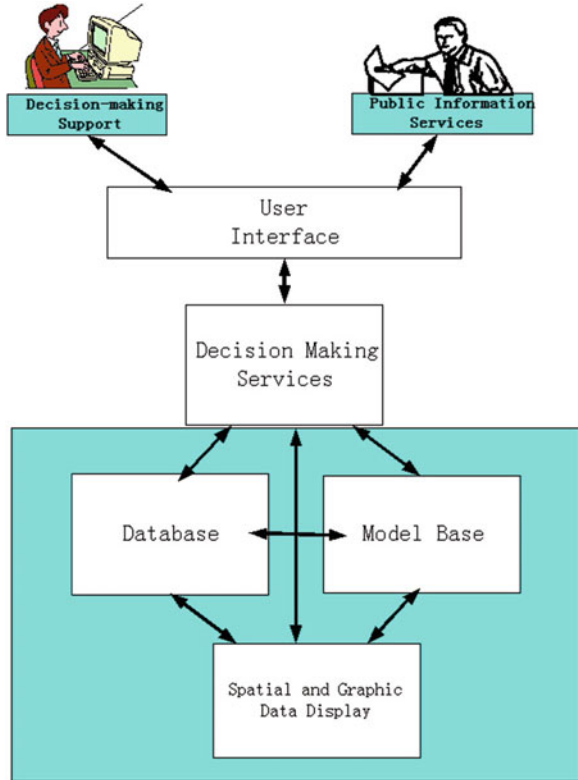 Decision-making
Support
Public Information
Services
User
Interface
Decision Making
Services
Database
Model Base
Spatial and Graphic
Data Display